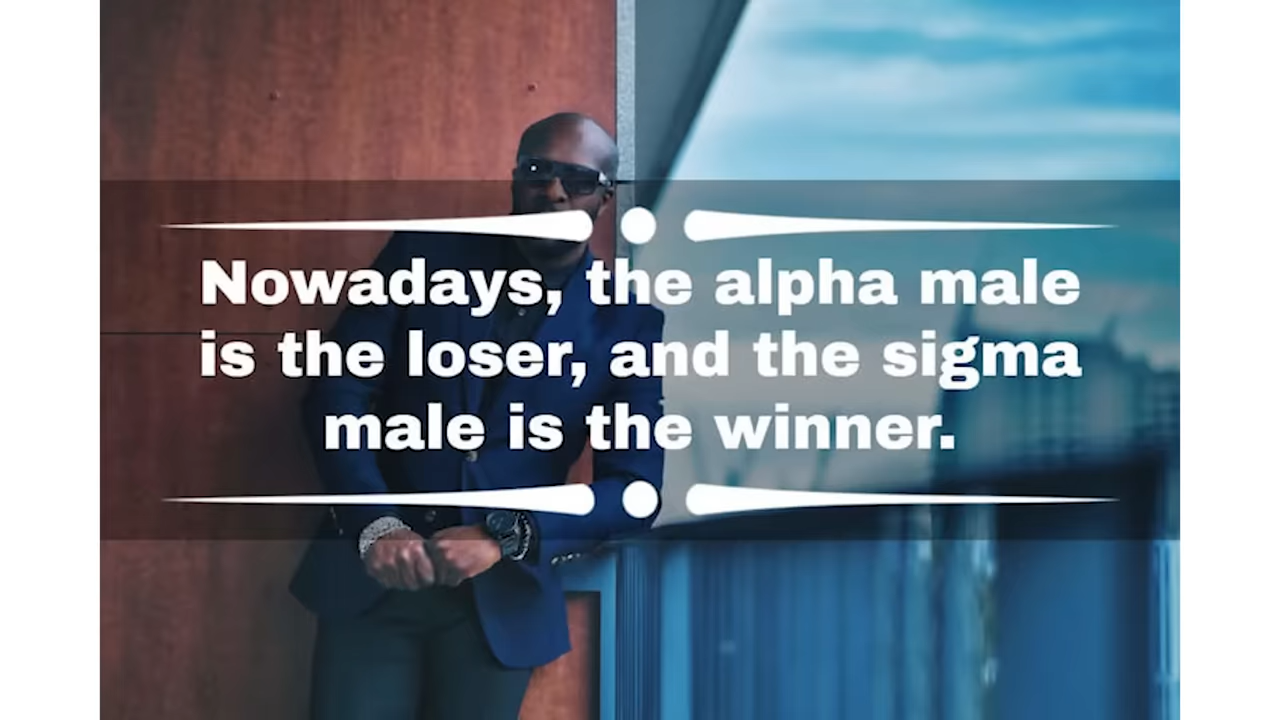 Nowadays, the alpha male
is the loser, and the sigma
male is the winner.